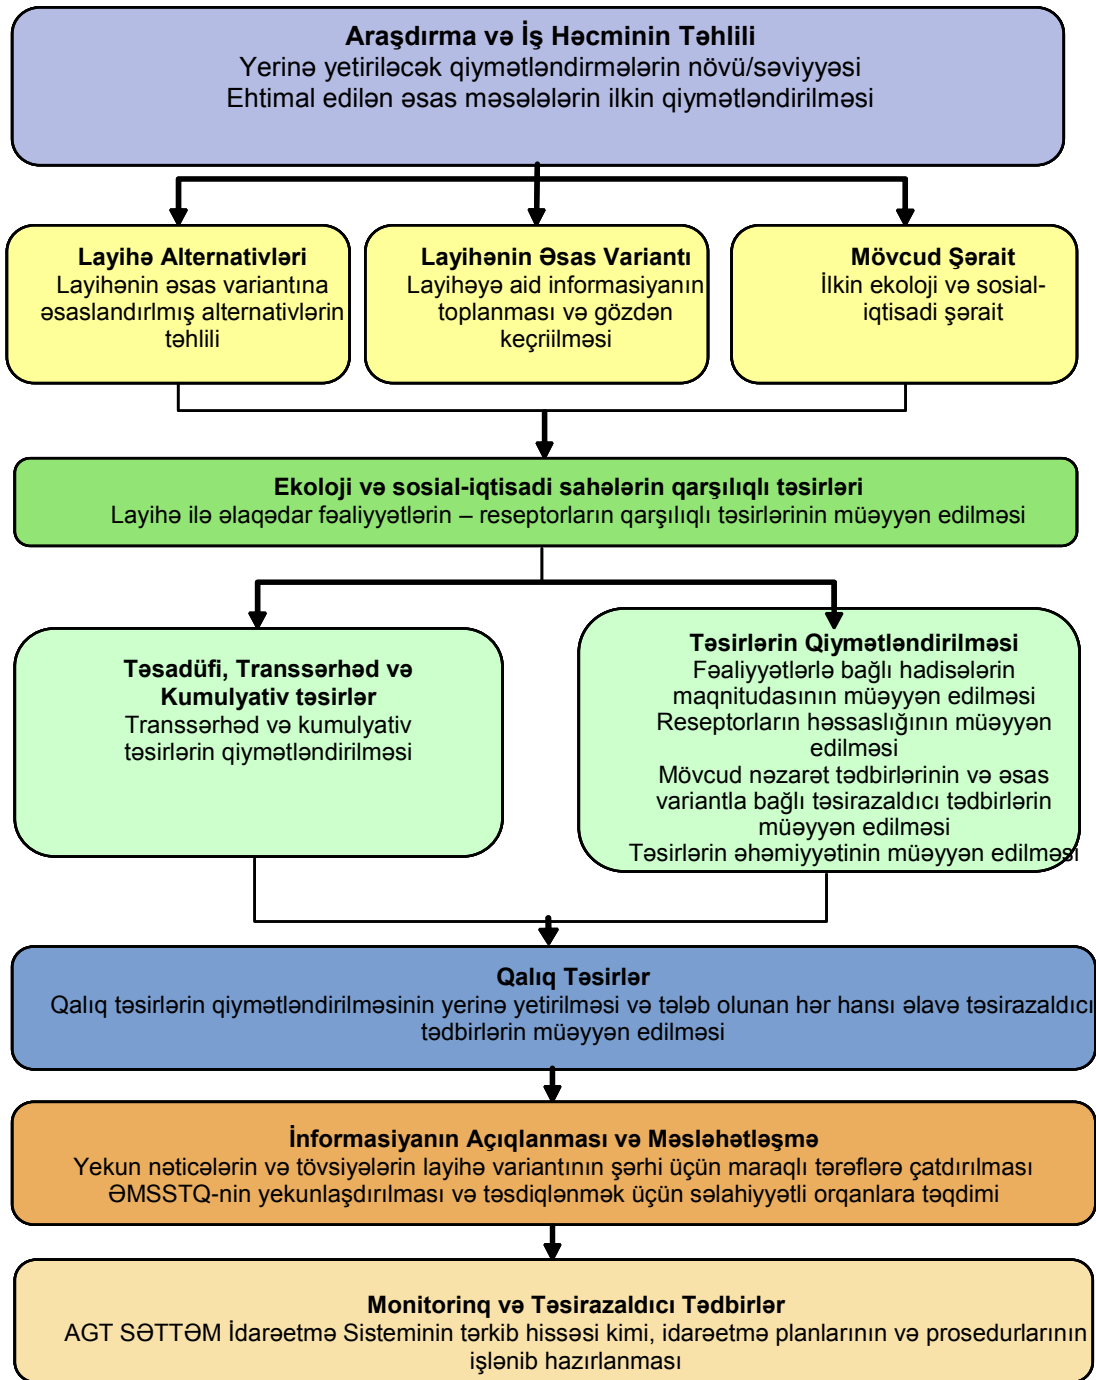 Araşdırma və İş Həcminin Təhlili
Yerinə yetiriləcək qiymətləndirmələrin növü/səviyyəsi
Ehtimal edilən əsas məsələlərin ilkin qiymətləndirilməsi
Layihə Alternativləri
Layihənin əsas variantına
əsaslandırlmış alternativlərin
təhlili
Layihənin Əsas Variantı
Layihəyə aid informasiyanın
toplanması və gözdən
keçriilməsi
Mövcud Şərait
İlkin ekoloji və sosial-
iqtisadi şərait
Ekoloji və sosial-iqtisadi sahələrin qarşılıqlı təsirləri
Layihə ilə əlaqədar fəaliyyətlərin – reseptorların qarşılıqlı təsirlərinin müəyyən edilməsi
Təsadüfi, Transsərhəd və
Kumulyativ təsirlər
Transsərhəd və kumulyativ
təsirlərin qiymətləndirilməsi
Təsirlərin Qiymətləndirilməsi
Fəaliyyətlərlə bağlı hadisələrin
maqnitudasının müəyyən edilməsi
Reseptorların həssaslığının müəyyən
edilməsi
Mövcud nəzarət tədbirlərinin və əsas
variantla bağlı təsirazaldıcı tədbirlərin
müəyyən edilməsi
Təsirlərin əhəmiyyətinin müəyyən edilməsi
Qalıq Təsirlər
Qalıq təsirlərin qiymətləndirilməsinin yerinə yetirilməsi və tələb olunan hər hansı əlavə təsirazaldıcı
tədbirlərin müəyyən edilməsi
İnformasiyanın Açıqlanması və Məsləhətləşmə
Yekun nəticələrin və tövsiyələrin layihə variantının şərhi üçün maraqlı tərəflərə çatdırılması
ƏMSSTQ-nin yekunlaşdırılması və təsdiqlənmək üçün səlahiyyətli orqanlara təqdimi
Monitorinq və Təsirazaldıcı Tədbirlər
AGT SƏTTƏM İdarəetmə Sisteminin tərkib hissəsi kimi, idarəetmə planlarının və prosedurlarının
işlənib hazırlanması